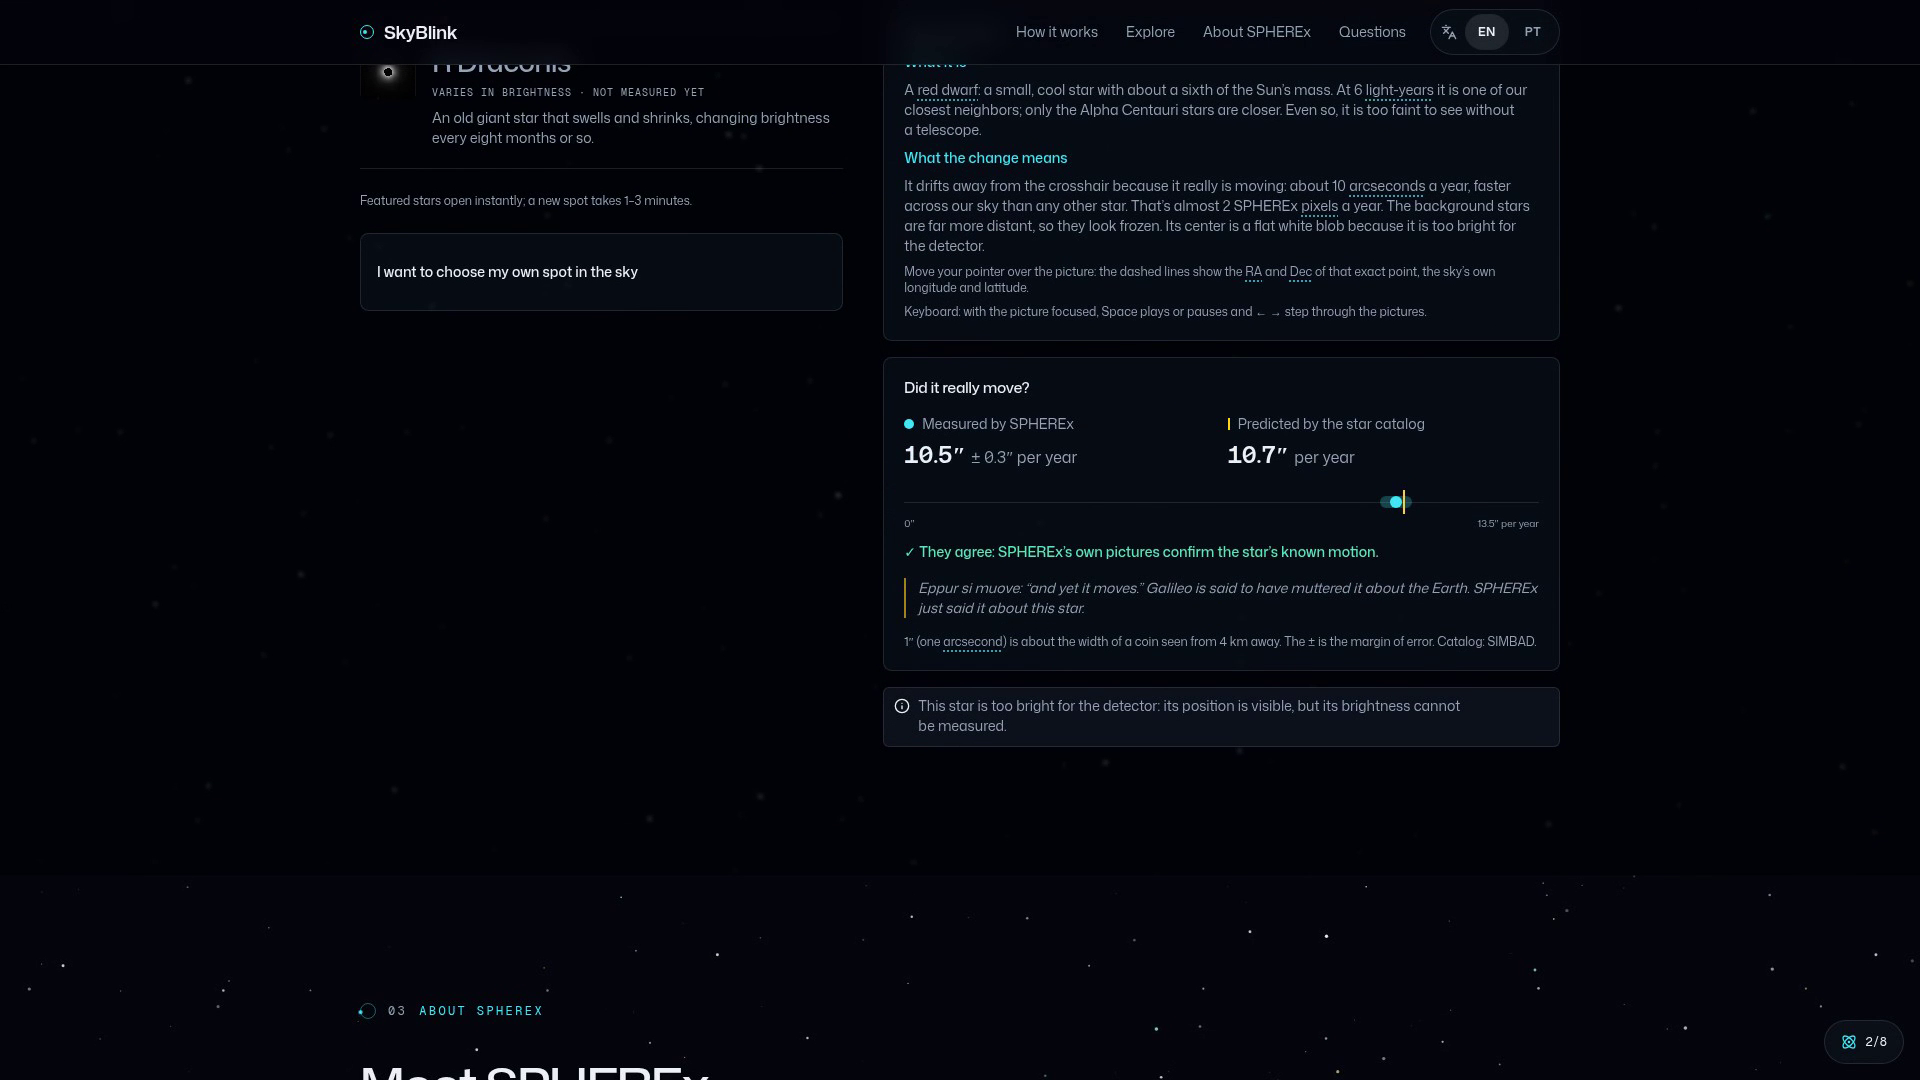 SkyBlink
How it works
Explore
About SPHEREx
Questions
EN
PT
R Draconis
VARIES IN BRIGHTNESS · NOT MEASURED YET
An old giant star that swells and shrinks, changing brightness
every eight months or so.
Featured stars open instantly; a new spot takes 1–3 minutes.
I want to choose my own spot in the sky
What it is
A red dwarf: a small, cool star with about a sixth of the Sun’s mass. At 6 light-years it is one of our
closest neighbors; only the Alpha Centauri stars are closer. Even so, it is too faint to see without
a telescope.
What the change means
It drifts away from the crosshair because it really is moving: about 10 arcseconds a year, faster
across our sky than any other star. That’s almost 2 SPHEREx pixels a year. The background stars
are far more distant, so they look frozen. Its center is a flat white blob because it is too bright for
the detector.
Move your pointer over the picture: the dashed lines show the RA and Dec of that exact point, the sky’s own
longitude and latitude.
Keyboard: with the picture focused, Space plays or pauses and ← → step through the pictures.
Did it really move?
Measured by SPHEREx
10.5″ ± 0.3″ per year
Predicted by the star catalog
10.7″ per year
0″
13.5″ per year
✓ They agree: SPHEREx’s own pictures confirm the star’s known motion.
Eppur si muove: “and yet it moves.” Galileo is said to have muttered it about the Earth. SPHEREx
just said it about this star.
1″ (one arcsecond) is about the width of a coin seen from 4 km away. The ± is the margin of error. Catalog: SIMBAD.
This star is too bright for the detector: its position is visible, but its brightness cannot
be measured.
03 ABOUT SPHEREX
Meet SPHEREx
2/8